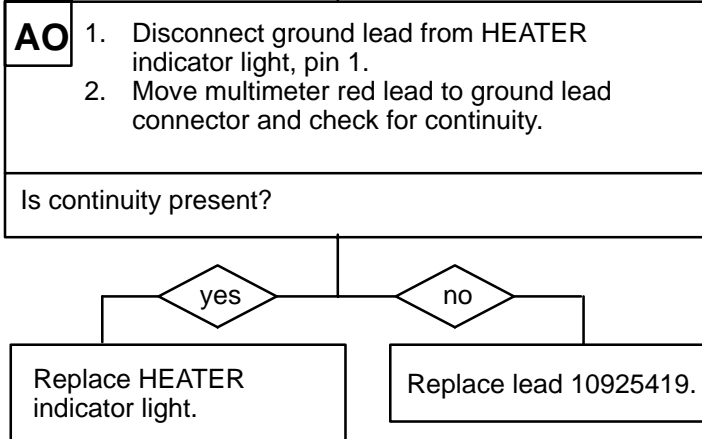 AO
1. Disconnect ground lead from HEATER
indicator light, pin 1.
2. Move multimeter red lead to ground lead
connector and check for continuity.
Is continuity present?
yes
no
Replace HEATER
indicator light.
Replace lead 10925419.